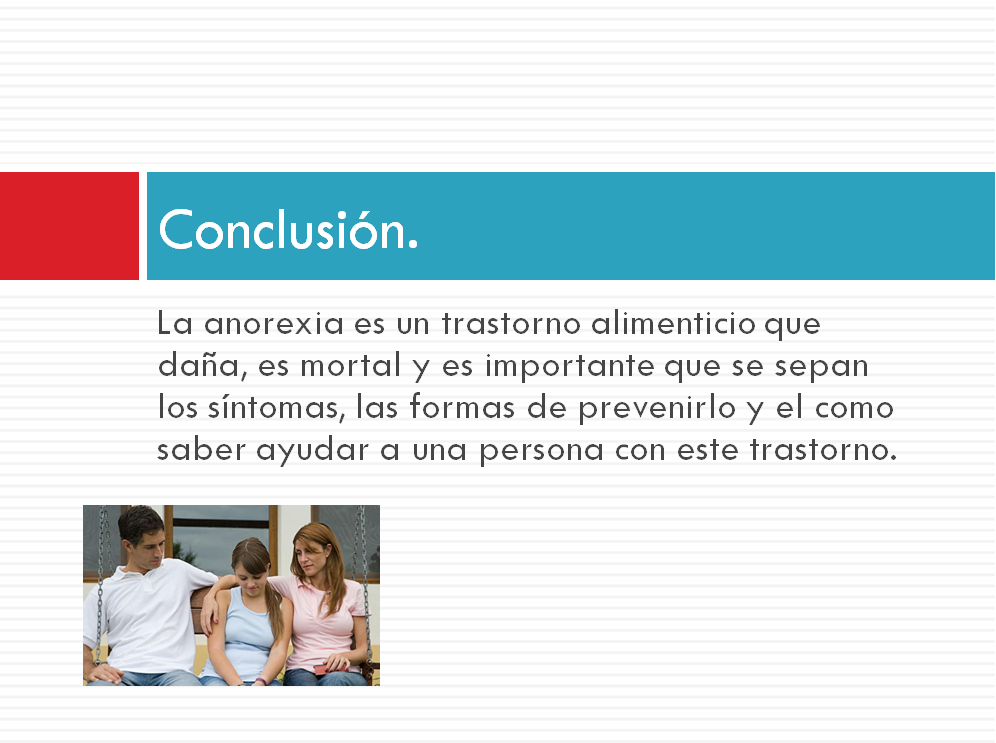 Conclusión.
La anorexia es un trastorno alimenticio que
daña, es mortal y es importante que se sepan
los síntomas, las formas de prevenirlo y el como
saber ayudar a una persona con este trastorno.